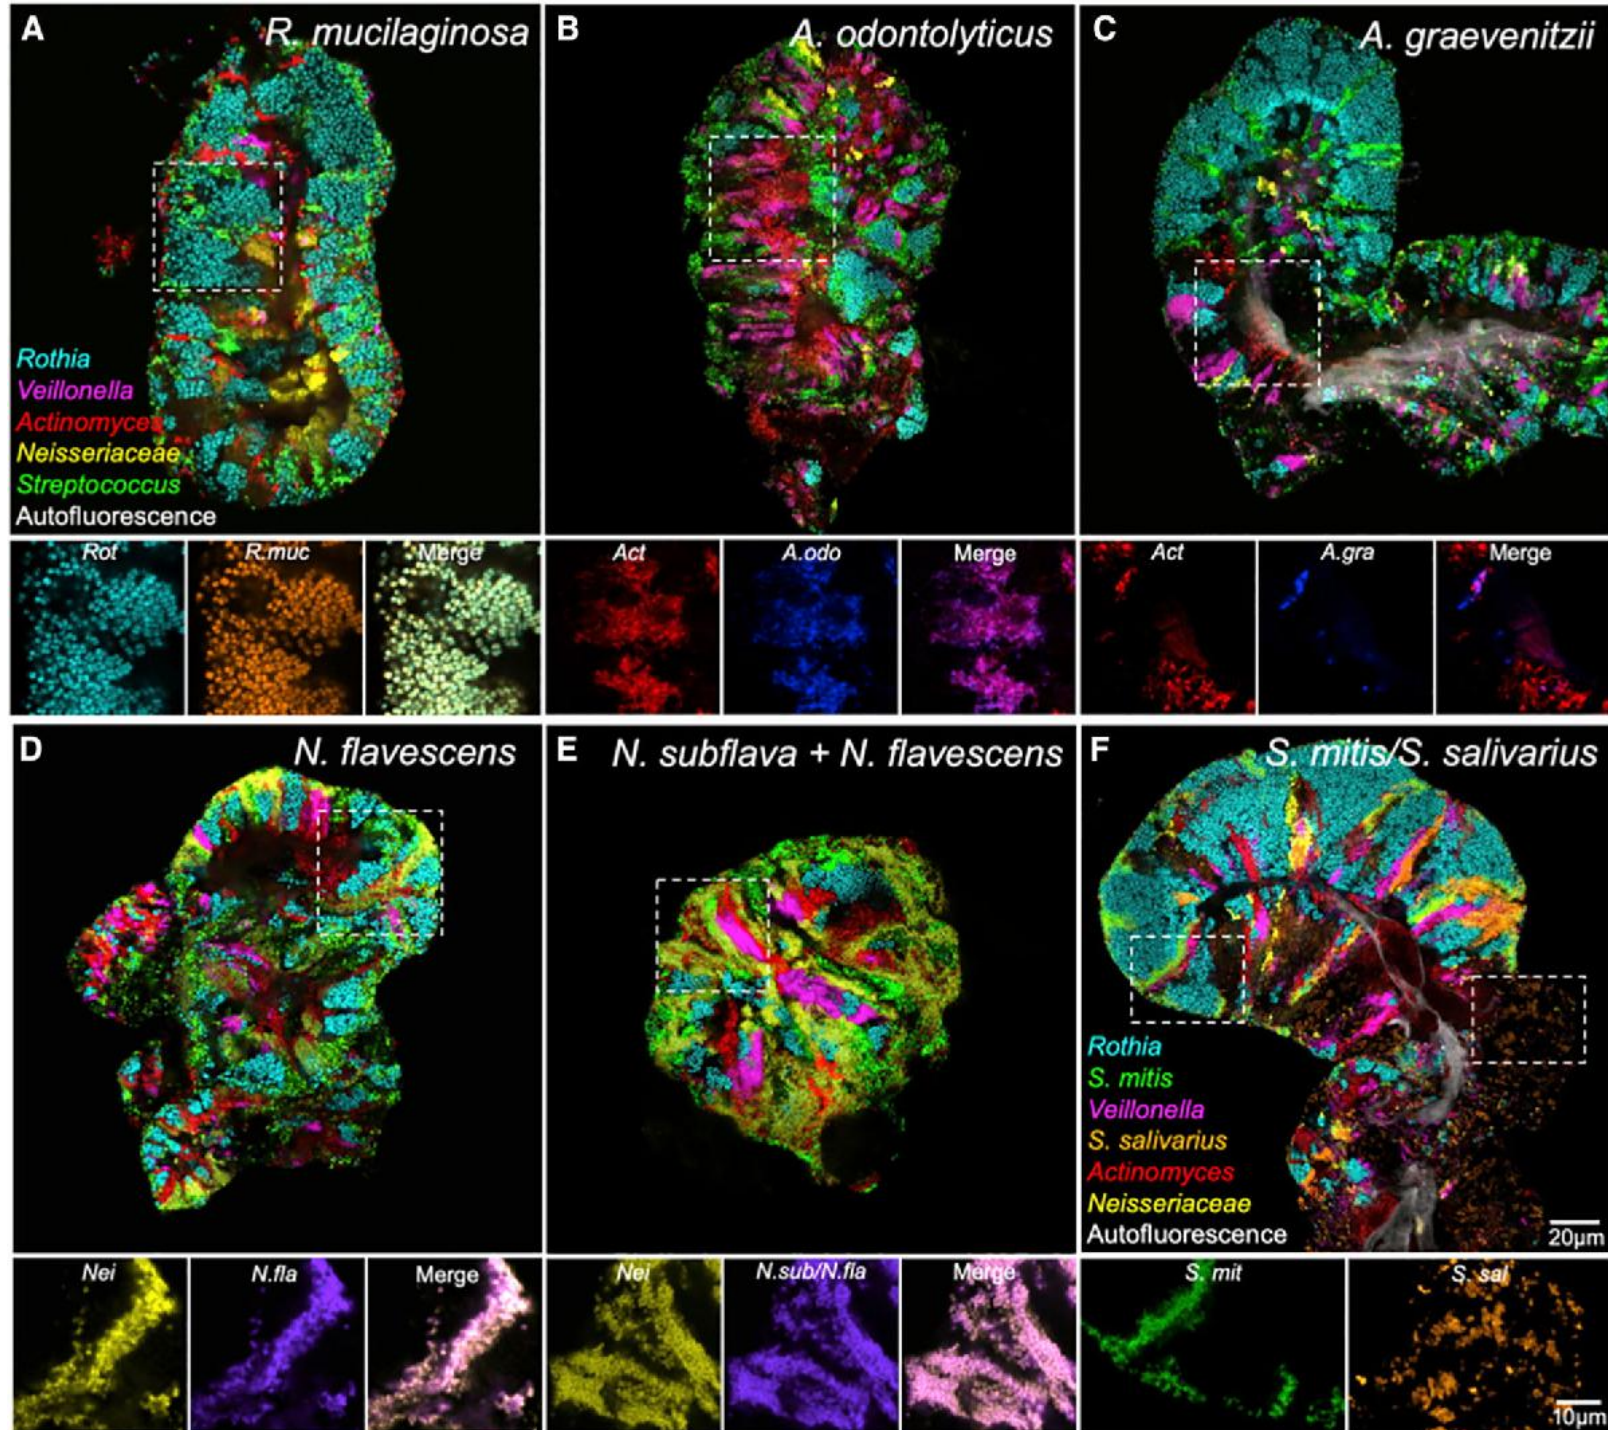 A R. mucilaginosa
B A. odontolyticus
C A. graevenitzii
Rothia
Veillonella
Actinomyces
Neisseriaceae
Streptococcus
Autofluorescence
Rot R.muc Merge
Act A.odo Merge
Act A.gra Merge
D N. flavescens
E N. subflava + N. flavescens
F S. mitis/S. salivarius
Rothia
S. mitis
Veillonella
S. salivarius
Actinomyces
Neisseriaceae
Autofluorescence
20µm
Nei N.fla Merge
Nei N.sub/N.fla Merge
S. mit S. sal
10µm